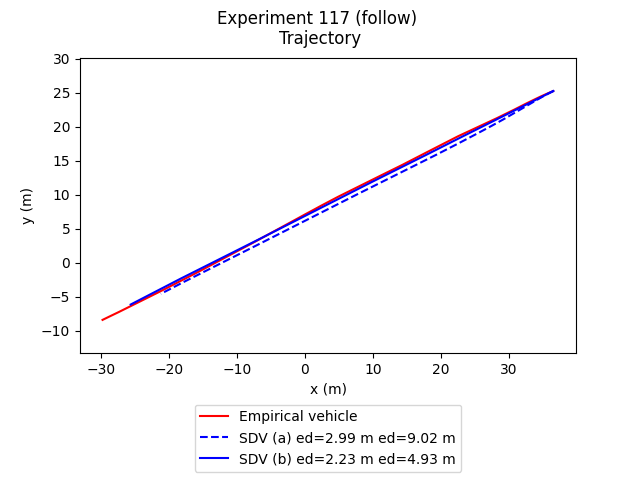 Experiment 117 (follow)
Trajectory
30
25
20
15
10
5
0
−5
−10
y (m)
−30
−20
−10
0
10
20
30
x (m)
Empirical vehicle
SDV (a) ed=2.99 m ed=9.02 m
SDV (b) ed=2.23 m ed=4.93 m